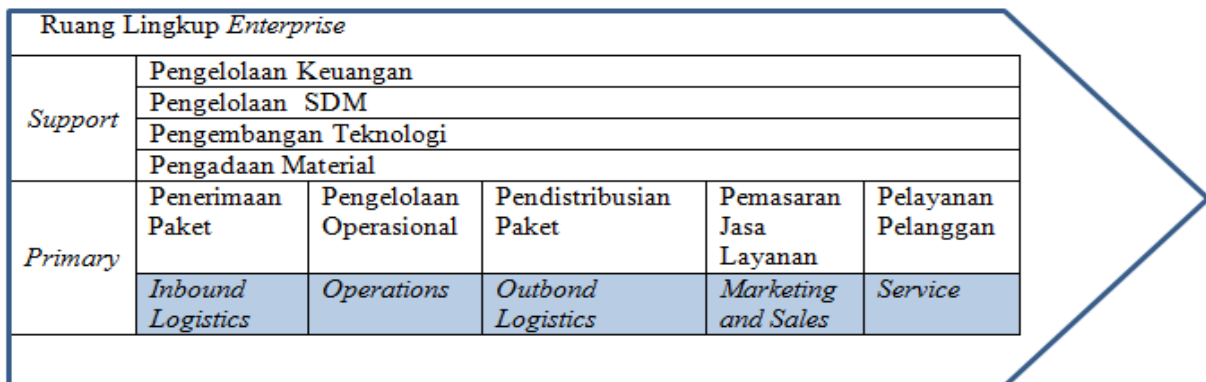 Ruang Lingkup Enterprise
Support
Pengelolaan Keuangan
Pengelolaan SDM
Pengembangan Teknologi
Pengadaan Material
Primary
Penerimaan
Paket
Pengelolaan
Operasional
Pendistribusian
Paket
Pemasaran
Jasa
Layanan
Pelayanan
Pelanggan
Inbound
Logistics
Operations
Outbond
Logistics
Marketing
and Sales
Service